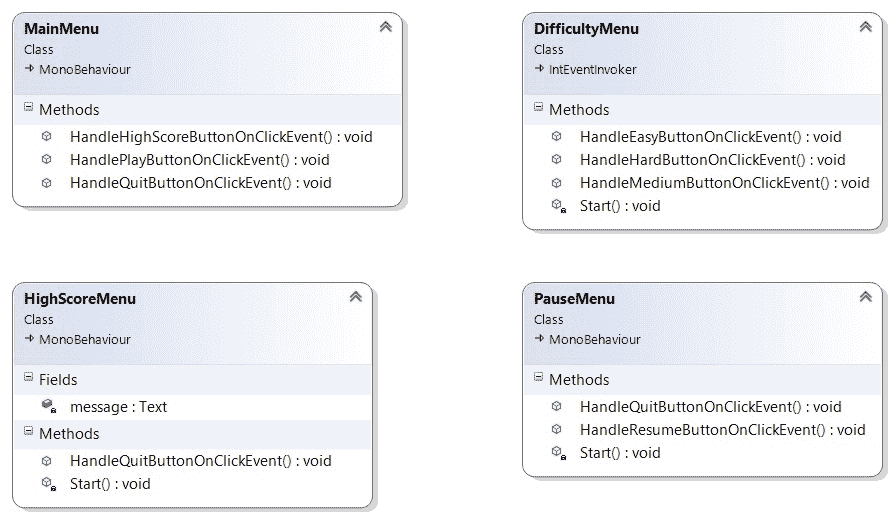 MainMenu
Class
MonoBehaviour
Methods
HandleHighScoreButtonOnClickEvent() : void
HandlePlayButtonOnClickEvent() : void
HandleQuitButtonOnClickEvent() : void
DifficultyMenu
Class
IntEventInvoker
Methods
HandleEasyButtonOnClickEvent() : void
HandleHardButtonOnClickEvent() : void
HandleMediumButtonOnClickEvent() : void
Start() : void
HighScoreMenu
Class
MonoBehaviour
Fields
message : Text
Methods
HandleQuitButtonOnClickEvent() : void
Start() : void
PauseMenu
Class
MonoBehaviour
Methods
HandleQuitButtonOnClickEvent() : void
HandleResumeButtonOnClickEvent() : void
Start() : void